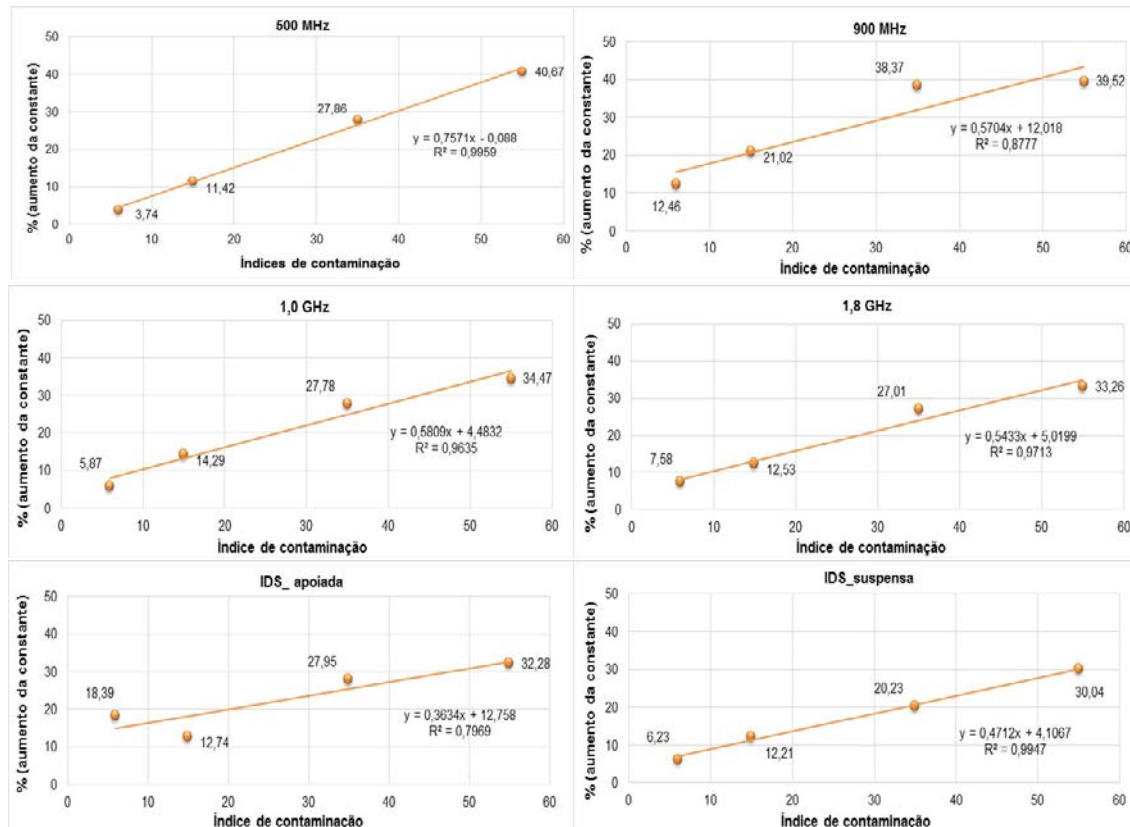 500 MHz
% (aumento da constante)
50
40
30
20
10
0
0 10 20 30 40 50 60
3,74
11,42
27,86
40,67
y = 0,7571x - 0,088
R² = 0,9959
Índices de contaminação
900 MHz
% (aumento da constante)
50
40
30
20
10
0
0 10 20 30 40 50 60
12,46
21,02
38,37
39,52
y = 0,5704x + 12,018
R² = 0,8777
Índice de contaminação
1,0 GHz
% (aumento da constante)
50
40
30
20
10
0
0 10 20 30 40 50 60
5,87
14,29
27,78
34,47
y = 0,5809x + 4,4832
R² = 0,9635
Índice de contaminação
1,8 GHz
% (aumento da constante)
50
40
30
20
10
0
0 10 20 30 40 50 60
7,58
12,53
27,01
33,26
y = 0,5433x + 5,0199
R² = 0,9713
Índice de contaminação
IDS_ apoiada
% (aumento da constante)
50
40
30
20
10
0
0 10 20 30 40 50 60
18,39
12,74
27,95
32,28
y = 0,3634x + 12,758
R² = 0,7969
Índice de contaminação
IDS_suspensa
% (aumento da constante)
50
40
30
20
10
0
0 10 20 30 40 50 60
6,23
12,21
20,23
30,04
y = 0,4712x + 4,1067
R² = 0,9947
Índice de contaminação